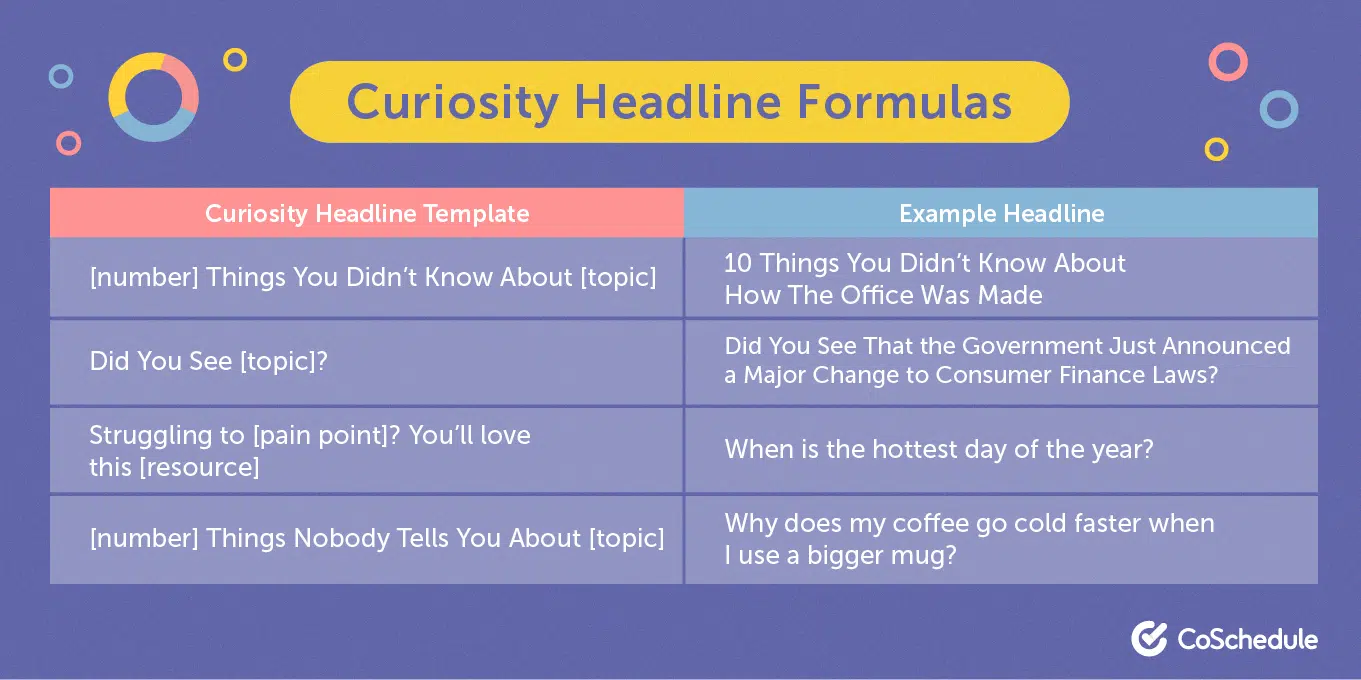 Curiosity Headline Formulas
Curiosity Headline Template
Example Headline
[number] Things You Didn’t Know About [topic]
10 Things You Didn’t Know About
How The Office Was Made
Did You See [topic]?
Did You See That the Government Just Announced
a Major Change to Consumer Finance Laws?
Struggling to [pain point]? You’ll love
this [resource]
When is the hottest day of the year?
[number] Things Nobody Tells You About [topic]
Why does my coffee go cold faster when
I use a bigger mug?
CoSchedule